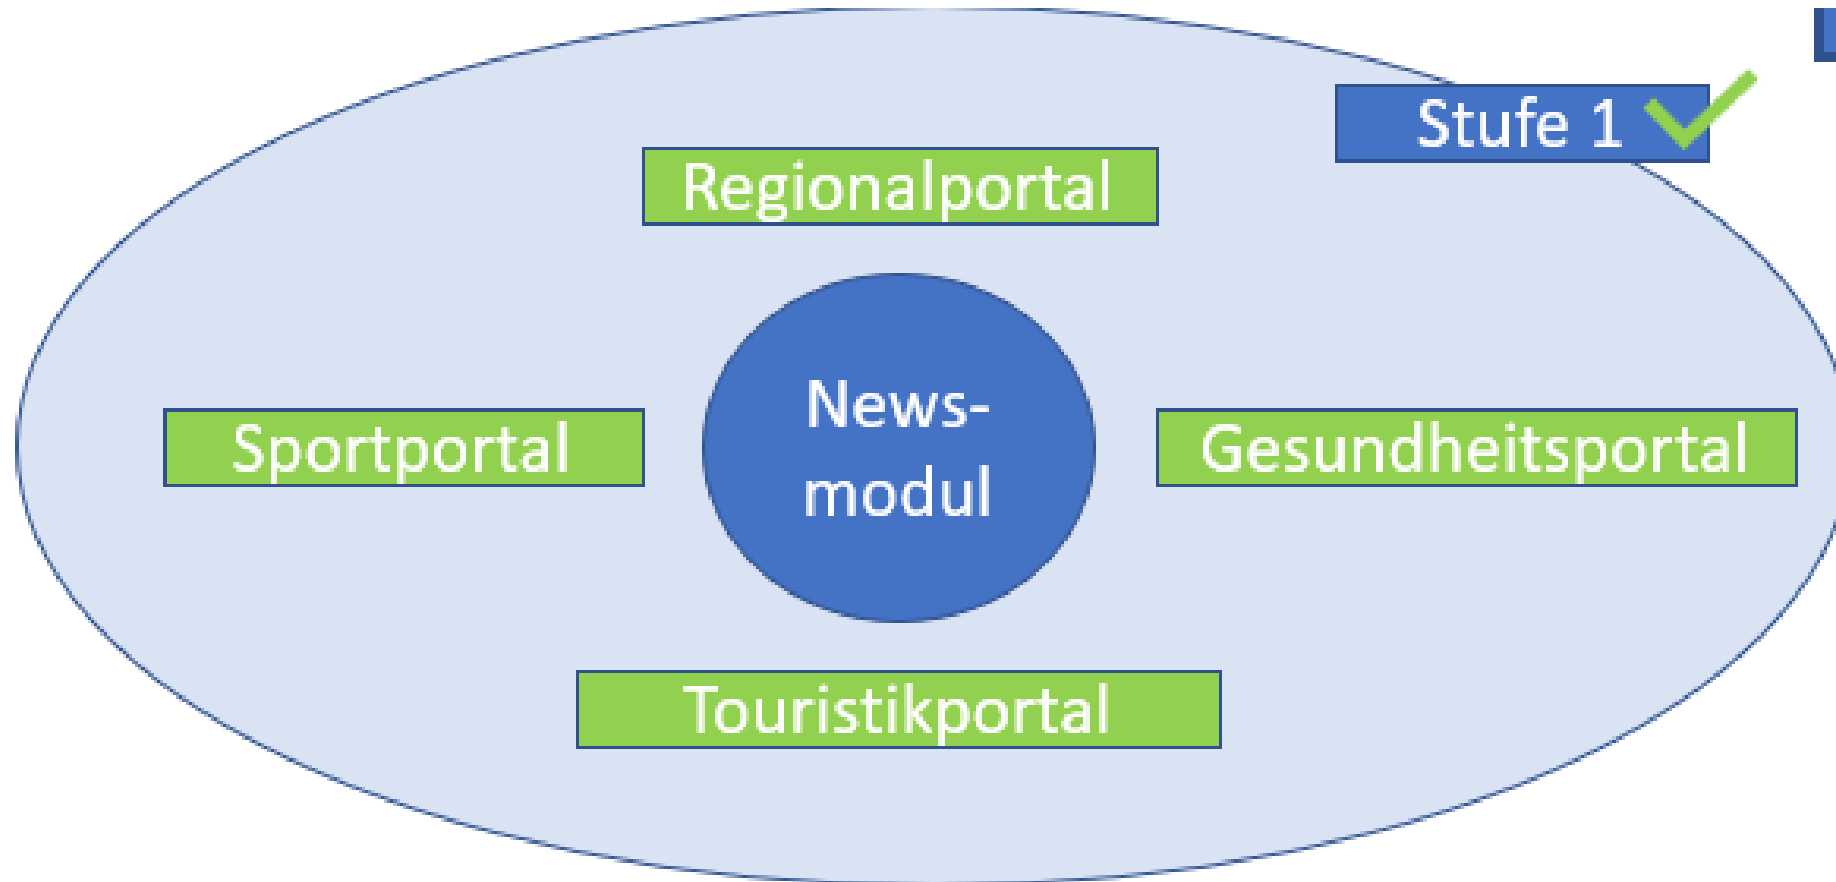 Stufe 1
Regionalportal
News-
modul
Sportportal
Gesundheitsportal
Touristikportal